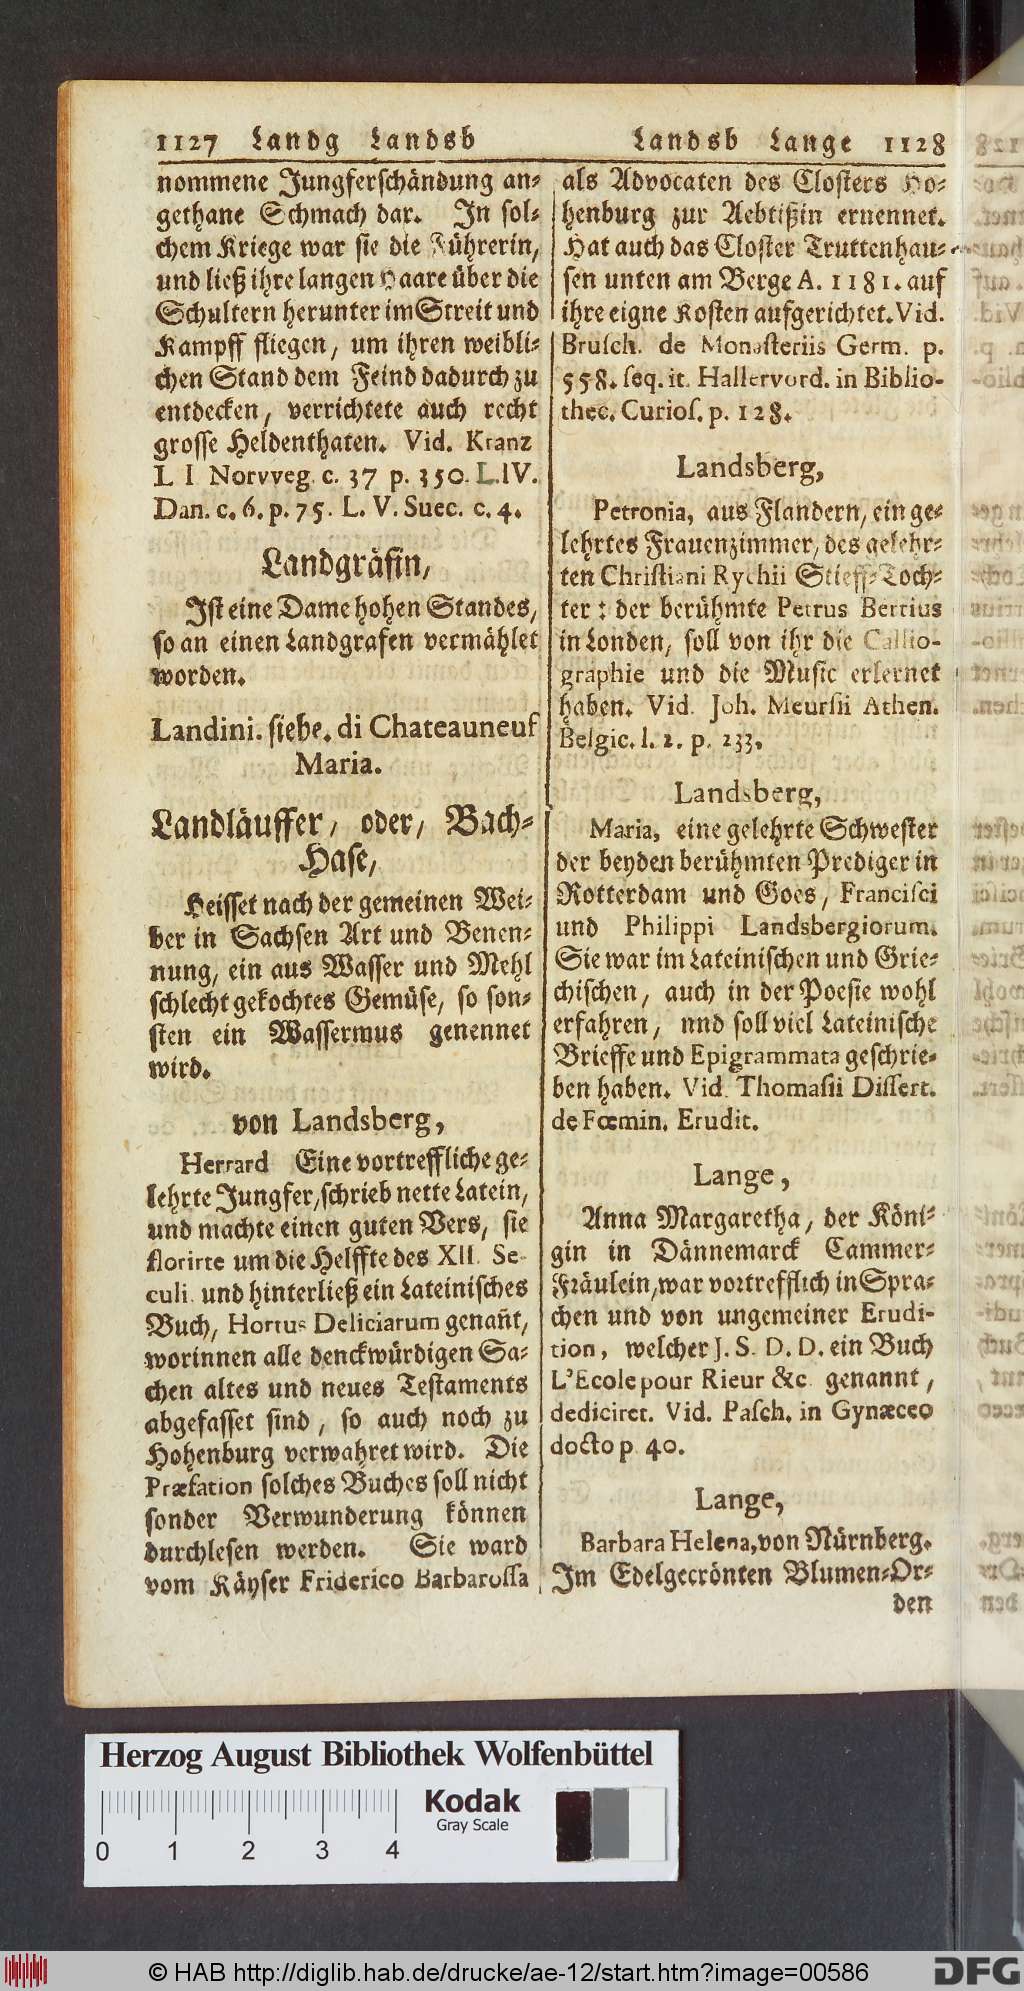 1127 Landg Landsb
nommene Jungferschändung an-
gethane Schmach dar. In sol-
chem Kriege war sie die Führerin,
und ließ ihre langen Haare über die
Schultern herunter im Streit und
Kampff fliegen, um ihren weibli-
chen Stand dem Feind dadurch zu
entdecken, verrichtete auch recht
grosse Heldenthaten. Vid. Kranz
L I Norvveg. c. 37 p. 350. L.IV.
Dan. c. 6. p. 75. L. V. Suec. c. 4.
Landgräfin,
Ist eine Dame hohen Standes,
so an einen Landgrafen vermählet
worden.
Landini. siehe. di Chateauneuf
Maria.
Landläuffer, oder, Bach-
Hase,
Heisset nach der gemeinen Wei-
ber in Sachsen Art und Benen-
nung, ein aus Wasser und Mehl
schlecht gekochtes Gemüse, so son-
sten ein Wassermus genennet
wird.
von Landsberg,
Herrard Eine vortreffliche ge-
lehrte Jungfer, schrieb nette Latein,
und machte einen guten Vers, sie
florirte um die Helffte des XII. Se-
culi. und hinterließ ein Lateinisches
Buch, Hortus Deliciarum genañt,
worinnen alle denckwürdigen Sa-
chen altes und neues Testaments
abgefasset sind, so auch noch zu
Hohenburg verwahret wird. Die
Præfation solches Buches soll nicht
sonder Verwunderung können
durchlesen werden. Sie ward
vom Käyser Friderico Barbarossa
Landsb Lange 1128
als Advocaten des Closters Ho-
henburg zur Aebtißin ernennet.
Hat auch das Closter Truttenhau-
sen unten am Berge A. 1181. auf
ihre eigne Kosten aufgerichtet. Vid.
Brusch. de Monasteriis Germ. p.
558. seq. it. Hallervord. in Biblio-
thec. Curios. p. 128.
Landsberg,
Petronia, aus Flandern, ein ge-
lehrtes Frauenzimmer, des gelehr-
ten Christiani Rychii Stieff-Toch-
ter: der berühmte Petrus Bertius
in Londen, soll von ihr die Callio-
graphie und die Music erlernet
haben. Vid. Joh. Meursii Athen.
Belgic. l. 2. p. 233.
Landsberg,
Maria, eine gelehrte Schwester
der beyden berühmten Prediger in
Rotterdam und Goes, Francisci
und Philippi Landsbergiorum.
Sie war im Lateinischen und Grie-
chischen, auch in der Poesie wohl
erfahren, und soll viel Lateinische
Brieffe und Epigrammata geschrie-
ben haben. Vid. Thomasii Dissert.
de Fœmin. Erudit.
Lange,
Anna Margaretha, der Köni-
gin in Dännemarck Cammer-
Fräulein, war vortrefflich in Spra-
chen und von ungemeiner Erudi-
tion, welcher J. S. D. D. ein Buch
L'Ecole pour Rieur &c. genannt,
dediciret. Vid. Pasch. in Gynæceo
docto p 40.
Lange,
Barbara Helena, von Nürnberg.
Im Edelgecrönten Blumen-Or-
den
Herzog August Bibliothek Wolfenbüttel
Kodak
Gray Scale
0 1 2 3 4
© HAB http://diglib.hab.de/drucke/ae-12/start.htm?image=00586
DFG